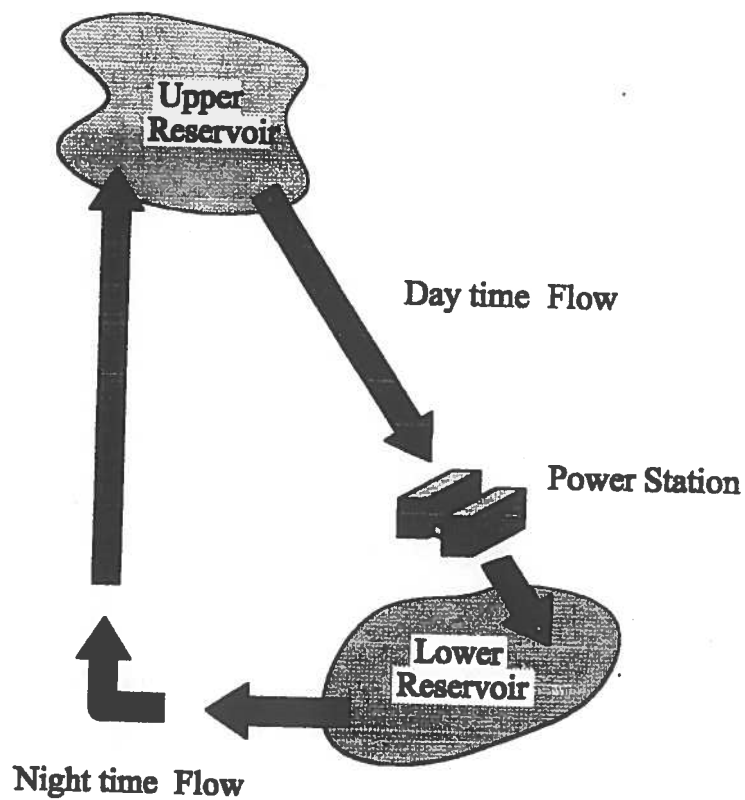 Upper
Reservoir
Day time Flow
Power Station
Lower
Reservoir
Night time Flow